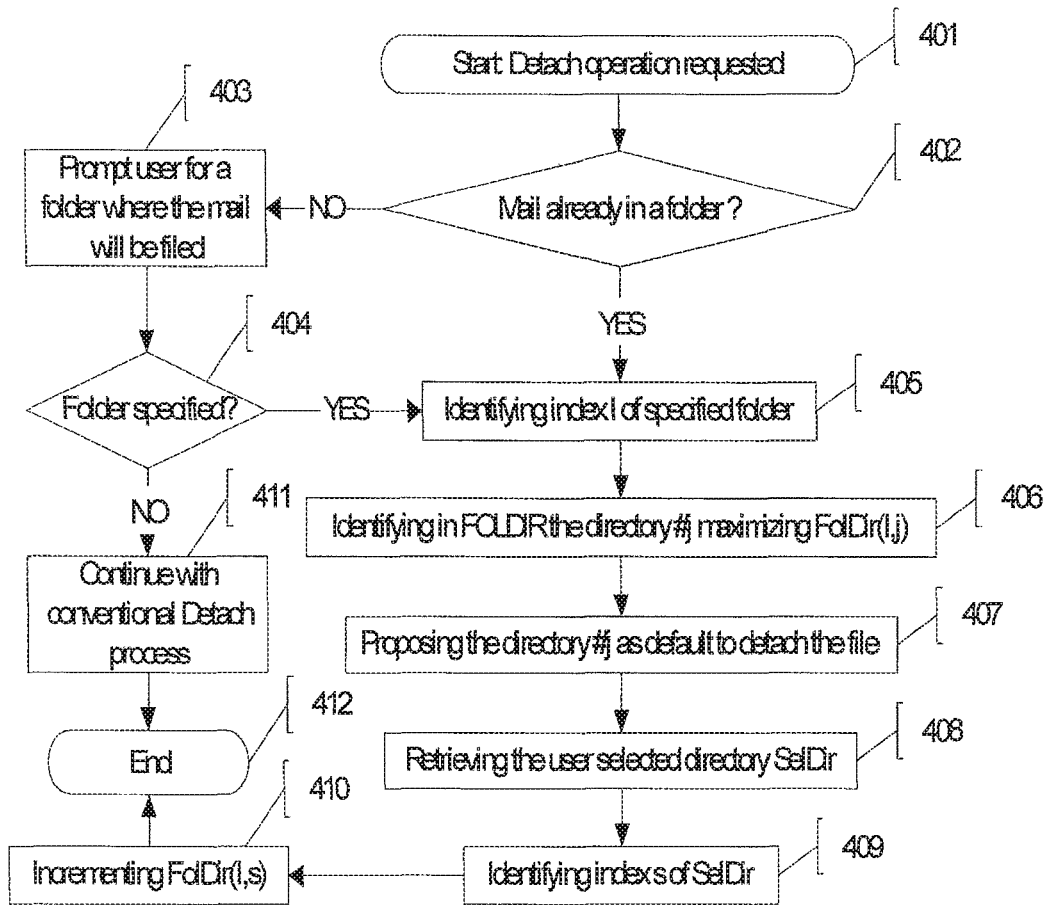 401
Start: Detach operation requested
403
402
Prompt user for a
folder where the mail
will be filed
NO
Mail already in a folder ?
404
YES
405
Folder specified?
YES
Identifying index I of specified folder
NO
411
406
Identifying in FOLDIR the directory #j maximizing FolDir(I,j)
Continue with
conventional Detach
process
407
Proposing the directory #j as default to detach the file
412
End
408
Retrieving the user selected directory SelDir
410
409
Incrementing FolDir(I,s)
Identifying index s of SelDir